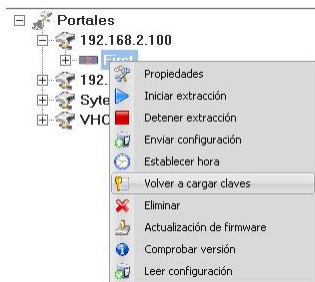 Portales
192.168.2.100
First
Propiedades
192.
Iniciar extracción
Syte
Detener extracción
VHC
Enviar configuración
Establecer hora
Volver a cargar claves
Eliminar
Actualización de firmware
Comprobar versión
Leer configuración